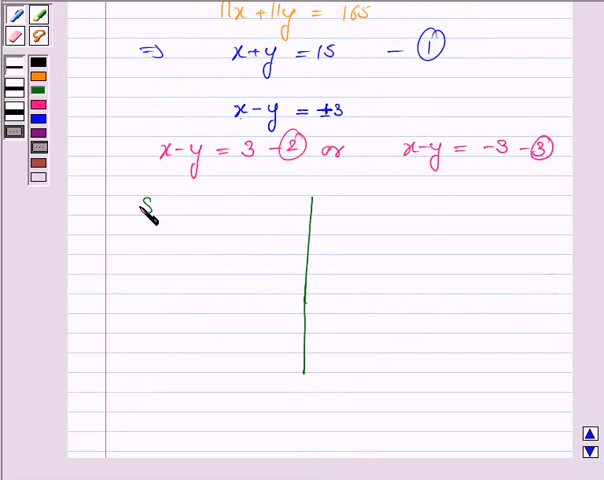 11x+11y = 165
⇒ x+y = 15 - ①
x-y = ±3
x-y = 3 - ② or x-y = -3 - ③
S